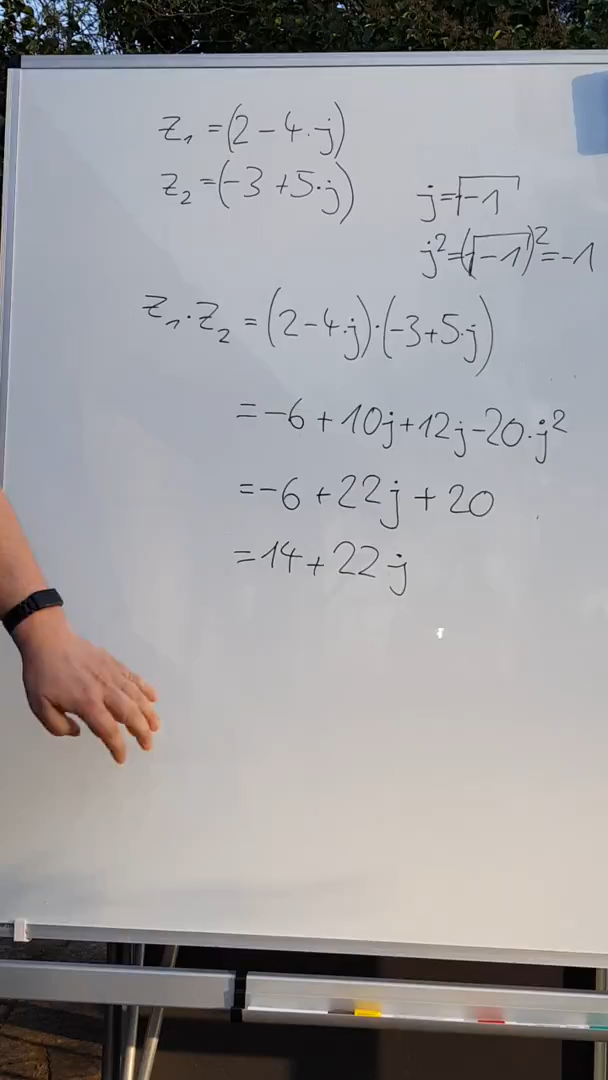 z₁ = (2 - 4·j)
z₂ = (-3 + 5·j)
j = √-1
j² = (√-1)² = -1
z₁·z₂ = (2 - 4·j)·(-3 + 5·j)
= -6 + 10j + 12j - 20·j²
= -6 + 22j + 20
= 14 + 22j